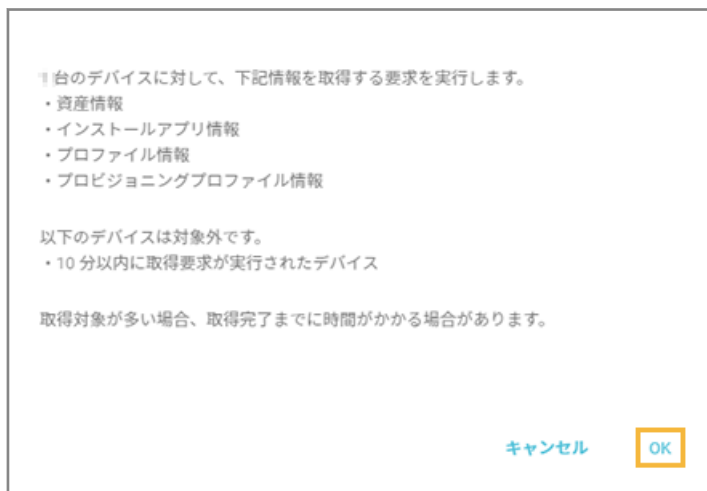 台のデバイスに対して、下記情報を取得する要求を実行します。
・資産情報
・インストールアプリ情報
・プロファイル情報
・プロビジョニングプロファイル情報
以下のデバイスは対象外です。
・10 分以内に取得要求が実行されたデバイス
取得対象が多い場合、取得完了までに時間がかかる場合があります。
キャンセル OK